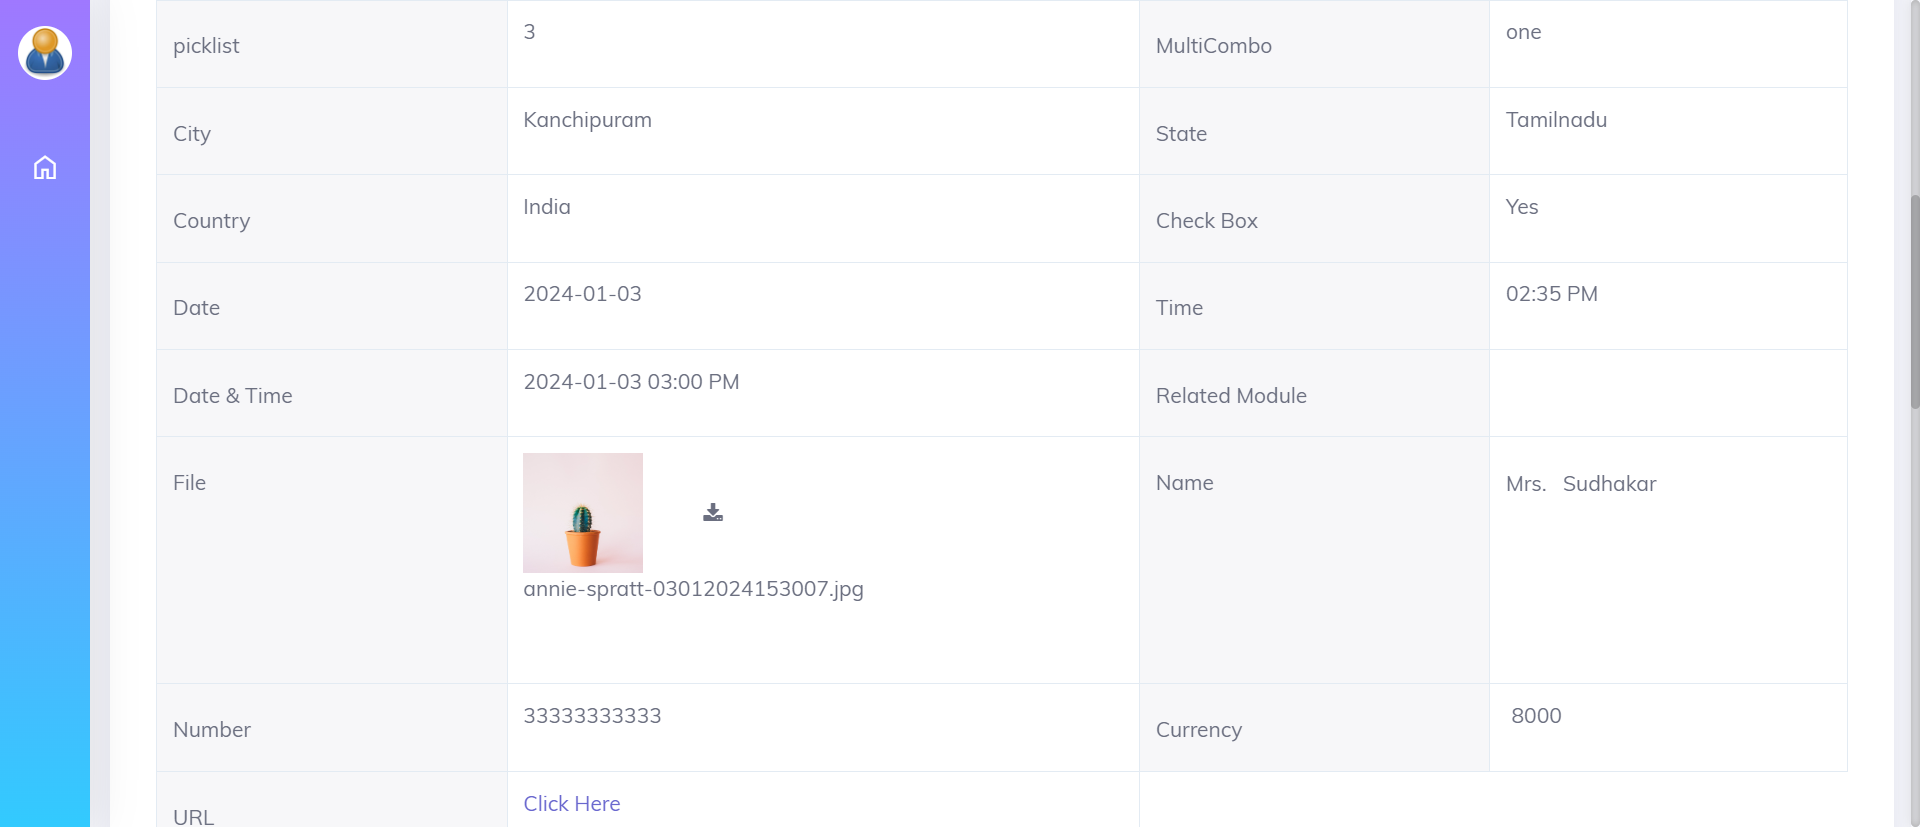 picklist
3
MultiCombo
one
City
Kanchipuram
State
Tamilnadu
Country
India
Check Box
Yes
Date
2024-01-03
Time
02:35 PM
Date & Time
2024-01-03 03:00 PM
Related Module
File
annie-spratt-03012024153007.jpg
Name
Mrs. Sudhakar
Number
33333333333
Currency
8000
URL
Click Here